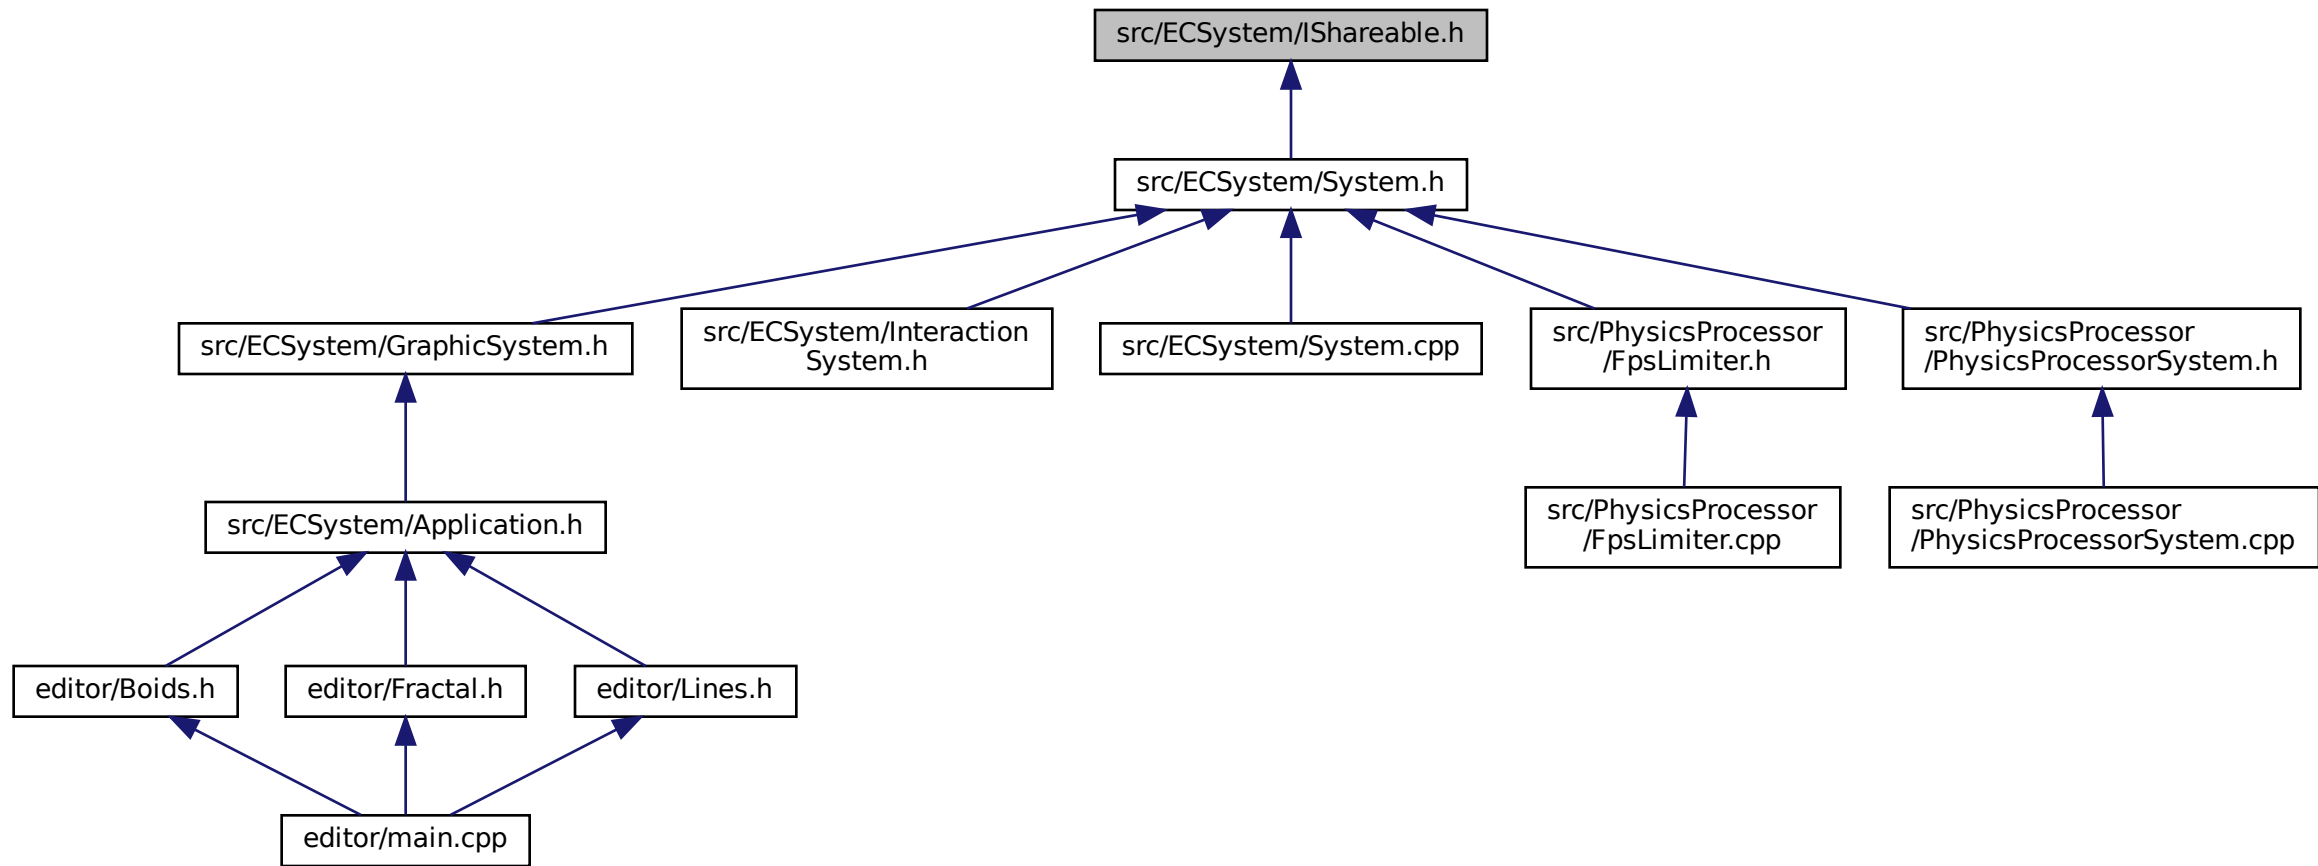 src/ECSystem/IShareable.h
src/ECSystem/System.h
src/ECSystem/GraphicSystem.h
src/ECSystem/Interaction
System.h
src/ECSystem/System.cpp
src/PhysicsProcessor
/FpsLimiter.h
src/PhysicsProcessor
/PhysicsProcessorSystem.h
src/ECSystem/Application.h
src/PhysicsProcessor
/FpsLimiter.cpp
src/PhysicsProcessor
/PhysicsProcessorSystem.cpp
editor/Boids.h
editor/Fractal.h
editor/Lines.h
editor/main.cpp